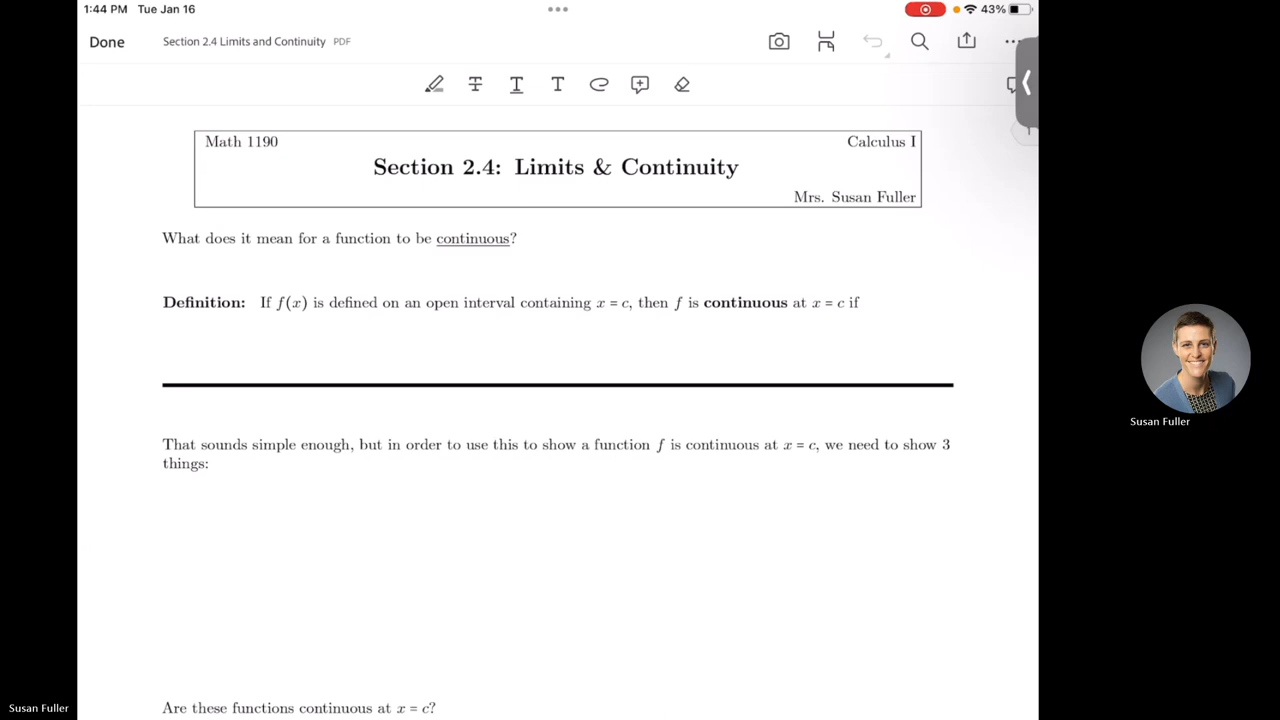 1:44 PM Tue Jan 16
43%
Done
Section 2.4 Limits and Continuity PDF
Math 1190
Calculus I
Section 2.4: Limits & Continuity
Mrs. Susan Fuller
What does it mean for a function to be continuous?
Definition: If f(x) is defined on an open interval containing x = c, then f is continuous at x = c if
That sounds simple enough, but in order to use this to show a function f is continuous at x = c, we need to show 3
things:
Are these functions continuous at x = c?
Susan Fuller
Susan Fuller